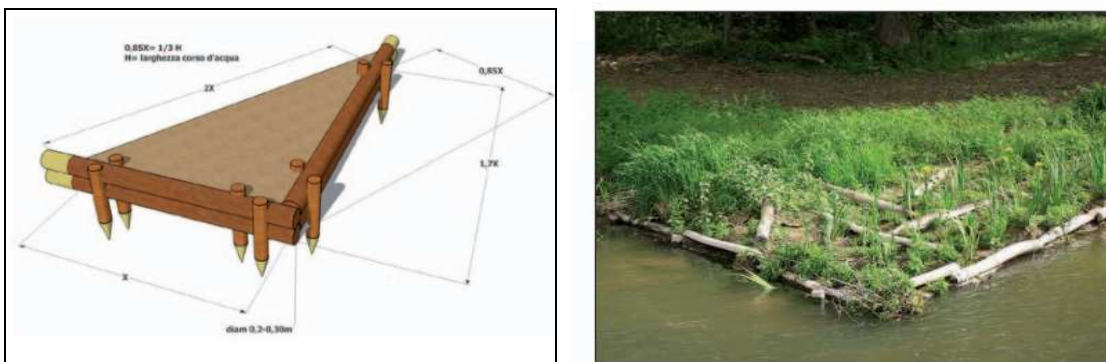 0,85X= 1/3 H
H= larghezza corso d'acqua
2X
0,85X
1,7X
X
diam 0,2-0,30m